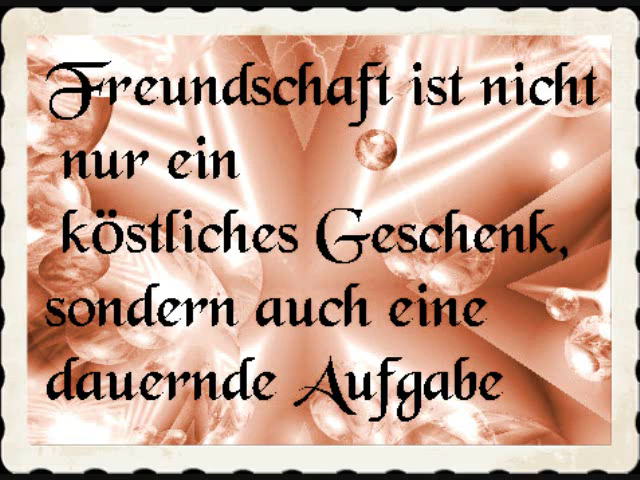 Freundschaft ist nicht
nur ein
köstliches Geschenk,
sondern auch eine
dauernde Aufgabe